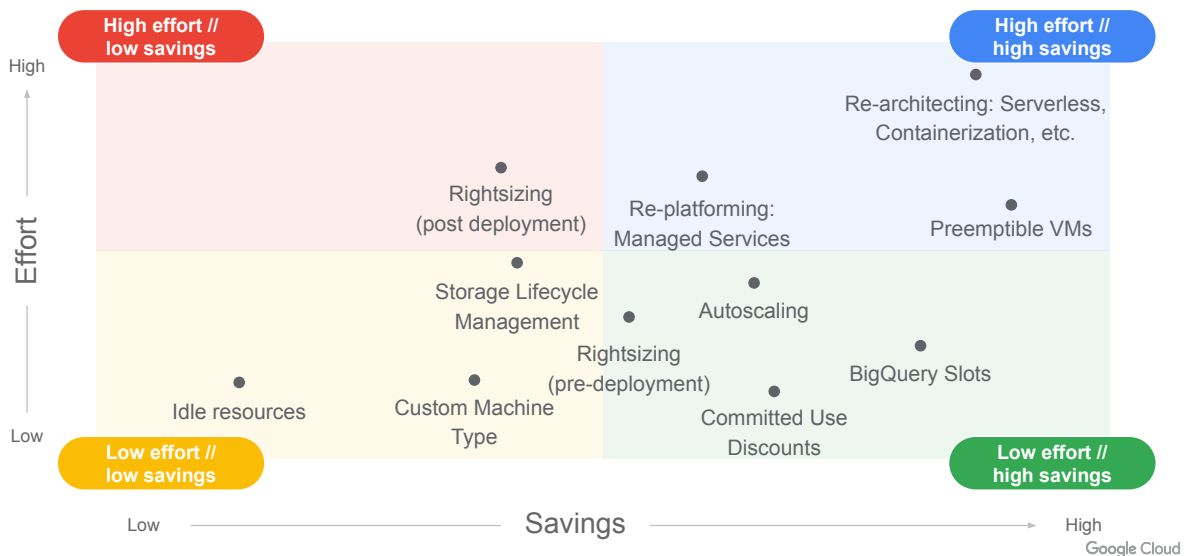 High effort //
low savings
High effort //
high savings
High
Re-architecting: Serverless,
Containerization, etc.
Rightsizing
(post deployment)
Re-platforming:
Managed Services
Preemptible VMs
Effort
Storage Lifecycle
Management
Autoscaling
Rightsizing
(pre-deployment)
BigQuery Slots
Idle resources
Custom Machine
Type
Committed Use
Discounts
Low
Low effort //
low savings
Low effort //
high savings
Low
Savings
High
Google Cloud